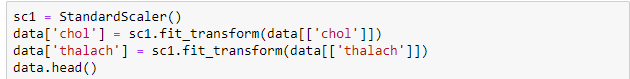 sc1 = StandardScaler()
data['chol'] = sc1.fit_transform(data[['chol']])
data['thalach'] = sc1.fit_transform(data[['thalach']])
data.head()